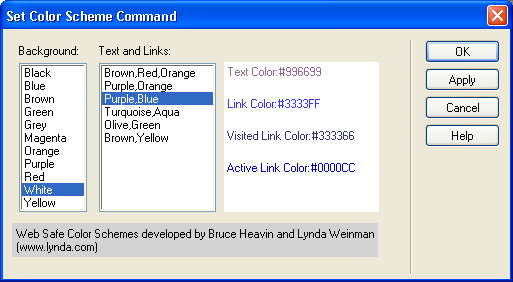 Set Color Scheme Command
Background:
Text and Links:
Black
Blue
Brown
Green
Grey
Magenta
Orange
Purple
Red
White
Yellow
Brown,Red,Orange
Purple,Orange
Purple,Blue
Turquoise,Aqua
Olive,Green
Brown,Yellow
Text Color:#996699
Link Color:#3333FF
Visited Link Color:#333366
Active Link Color:#0000CC
OK
Apply
Cancel
Help
Web Safe Color Schemes developed by Bruce Heavin and Lynda Weinman
(www.lynda.com)